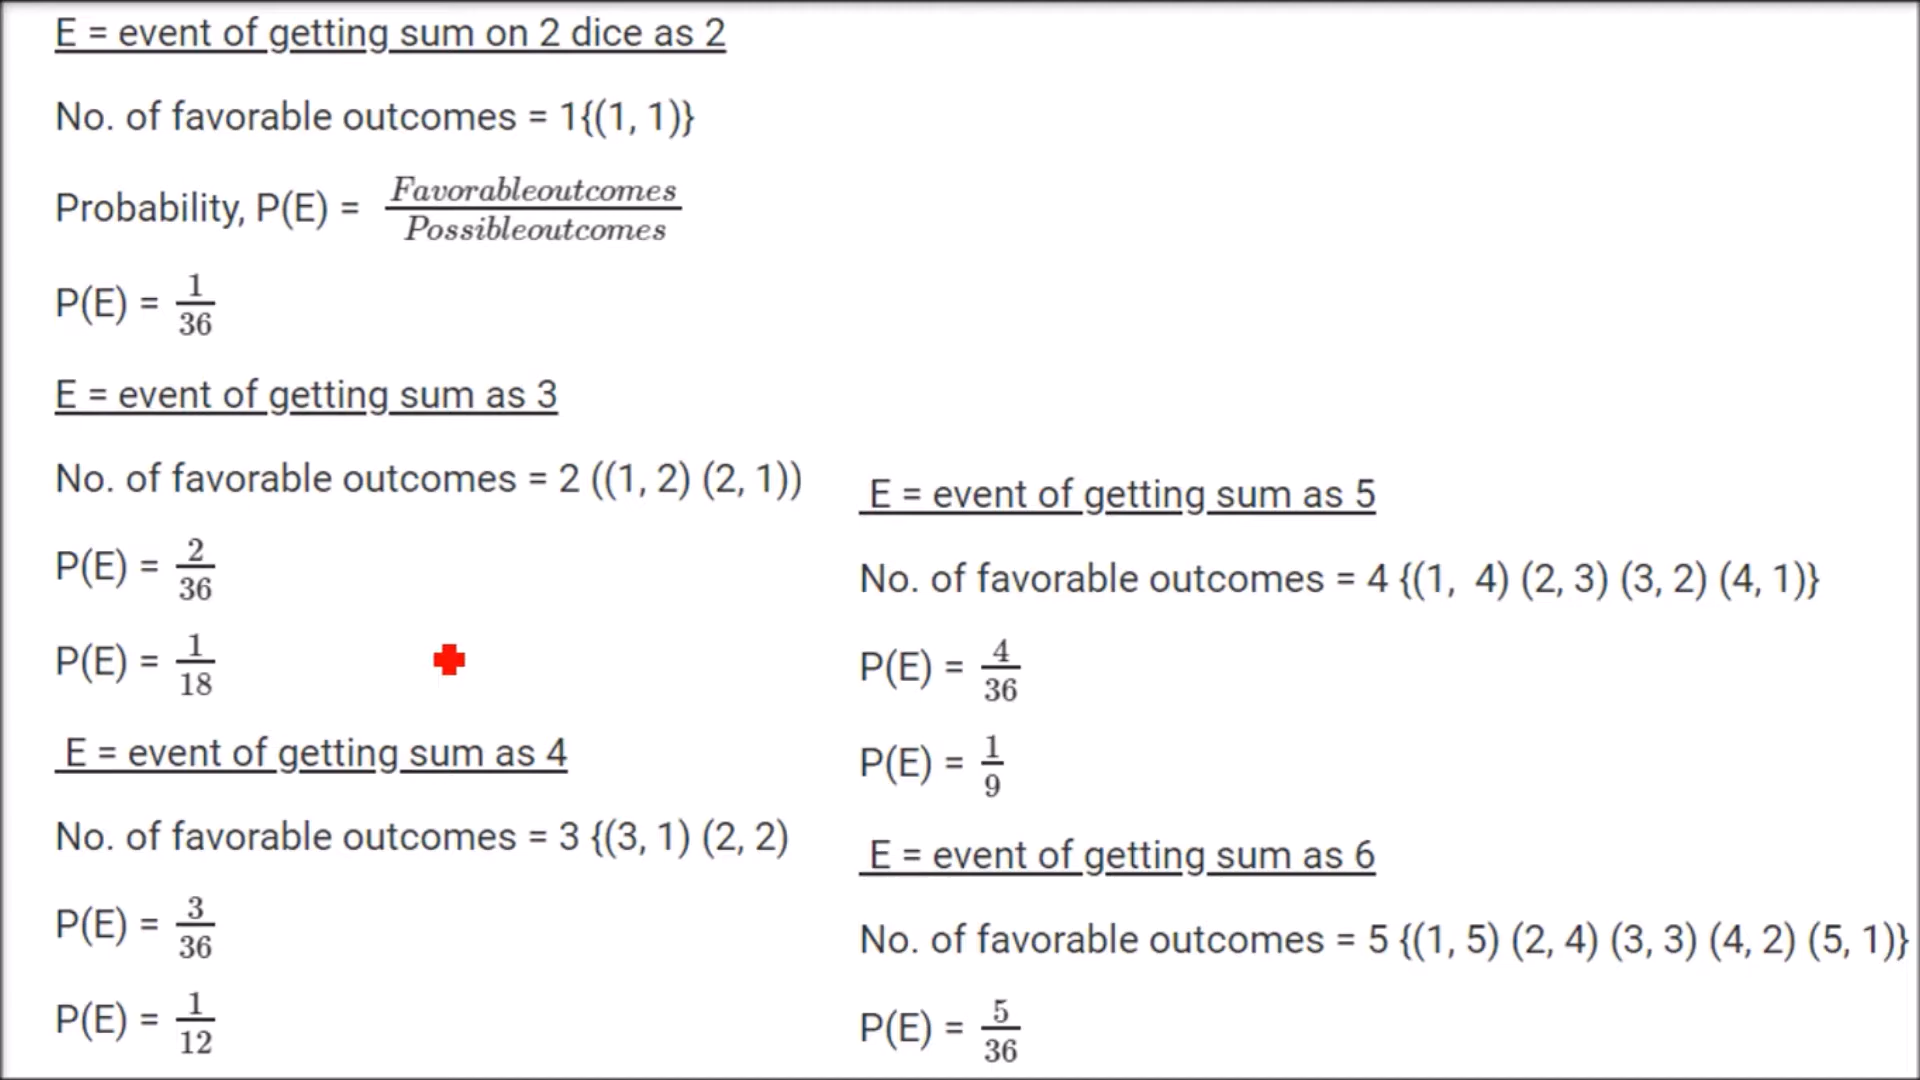 E = event of getting sum on 2 dice as 2
No. of favorable outcomes = 1{(1, 1)}
Probability, P(E) = Favorableoutcomes/Possibleoutcomes
P(E) = 1/36
E = event of getting sum as 3
No. of favorable outcomes = 2 ((1, 2) (2, 1))
P(E) = 2/36
P(E) = 1/18
E = event of getting sum as 4
No. of favorable outcomes = 3 {(3, 1) (2, 2)
P(E) = 3/36
P(E) = 1/12
E = event of getting sum as 5
No. of favorable outcomes = 4 {(1, 4) (2, 3) (3, 2) (4, 1)}
P(E) = 4/36
P(E) = 1/9
E = event of getting sum as 6
No. of favorable outcomes = 5 {(1, 5) (2, 4) (3, 3) (4, 2) (5, 1)}
P(E) = 5/36